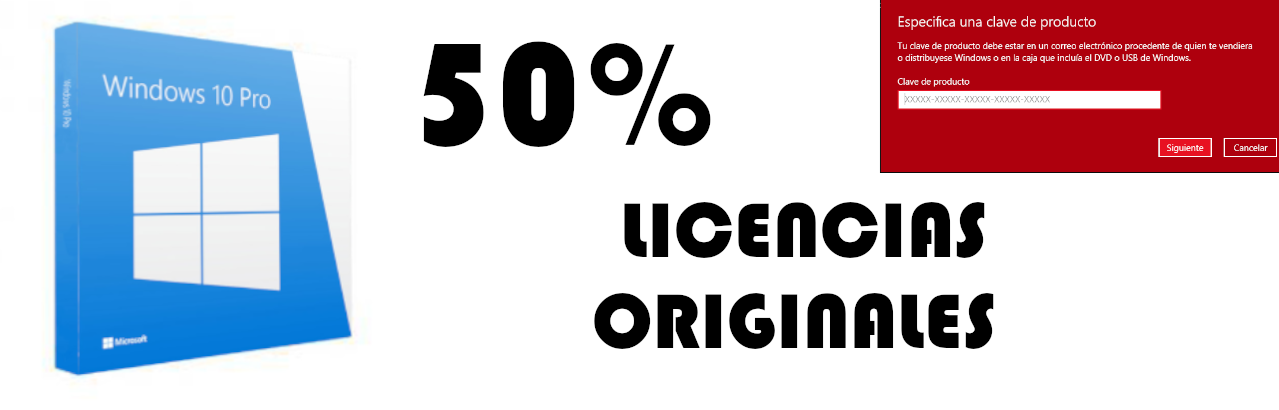 Windows 10 Pro
Windows 10 Pro
Microsoft
50%
LICENCIAS
ORIGINALES
Especifica una clave de producto
Tu clave de producto debe estar en un correo electrónico procedente de quien te vendiera
o distribuyese Windows o en la caja que incluía el DVD o USB de Windows.
Clave de producto
XXXXX-XXXXX-XXXXX-XXXXX-XXXXX
Siguiente
Cancelar